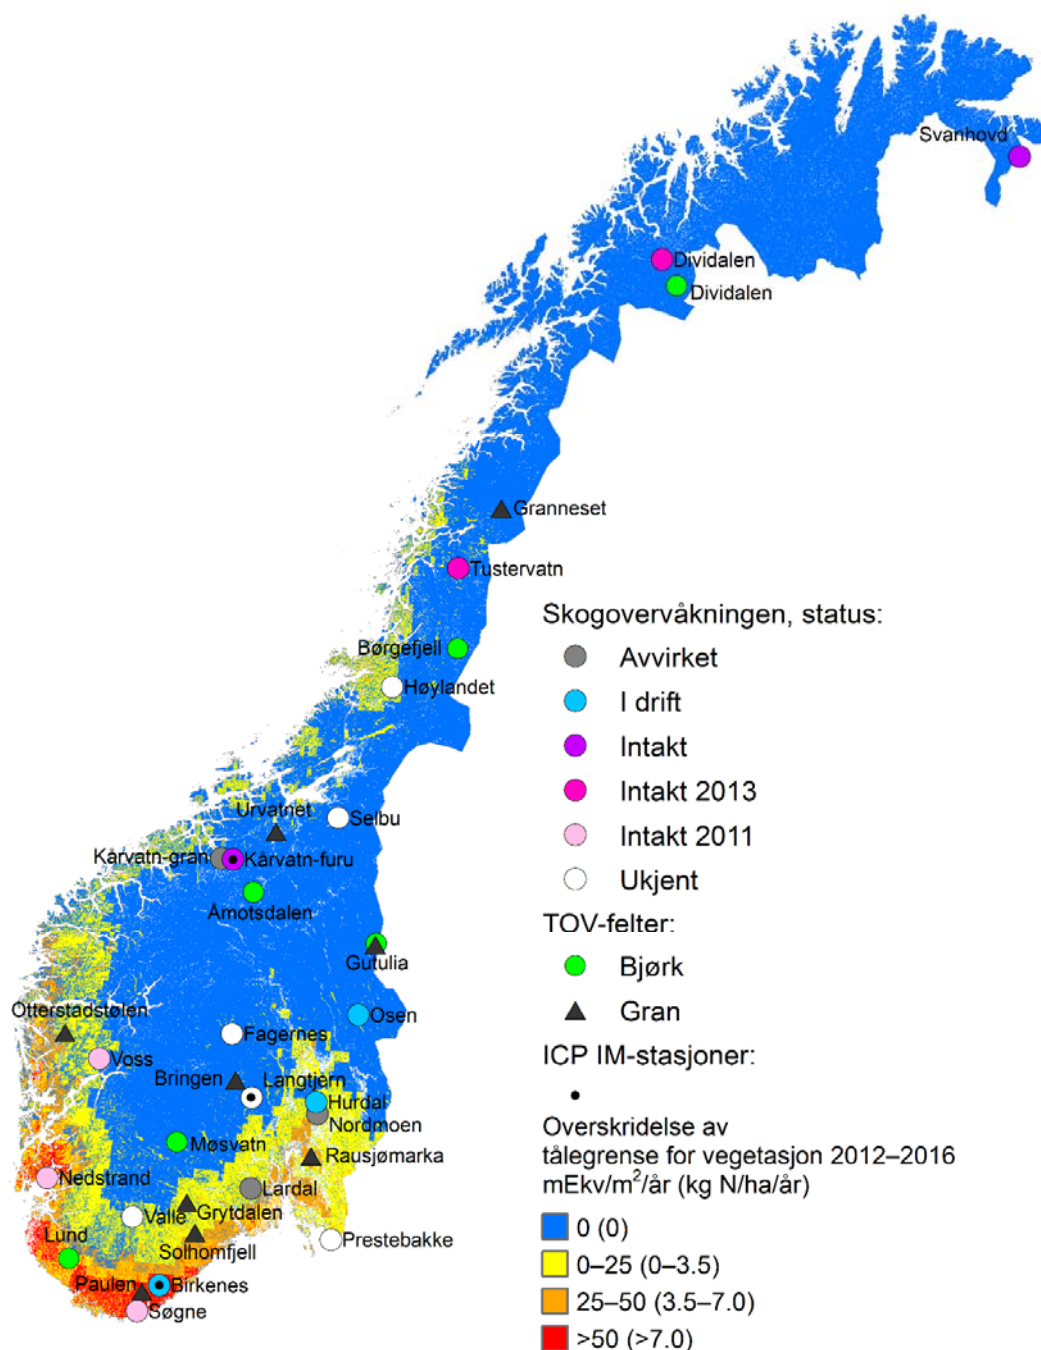 Svanhovd
Dividalen
Dividalen
Granneset
Tustervatn
Børgefjell
Høylandet
Urvatnet
Selbu
Kårvatn-gran
Kårvatn-furu
Åmotsdalen
Gutulia
Otterstadstølen
Osen
Fagernes
Voss
Bringen
Langtjern
Hurdal
Nordmoen
Møsvatn
Rausjømarka
Nedstrand
Lardal
Valle
Grytdalen
Lund
Solhomfjell
Prestebakke
Paulen
Birkenes
Søgne
Skogovervåkningen, status:
Avvirket
I drift
Intakt
Intakt 2013
Intakt 2011
Ukjent
TOV-felter:
Bjørk
Gran
ICP IM-stasjoner:
Overskridelse av
tålegrense for vegetasjon 2012–2016
mEkv/m²/år (kg N/ha/år)
0 (0)
0–25 (0–3.5)
25–50 (3.5–7.0)
>50 (>7.0)